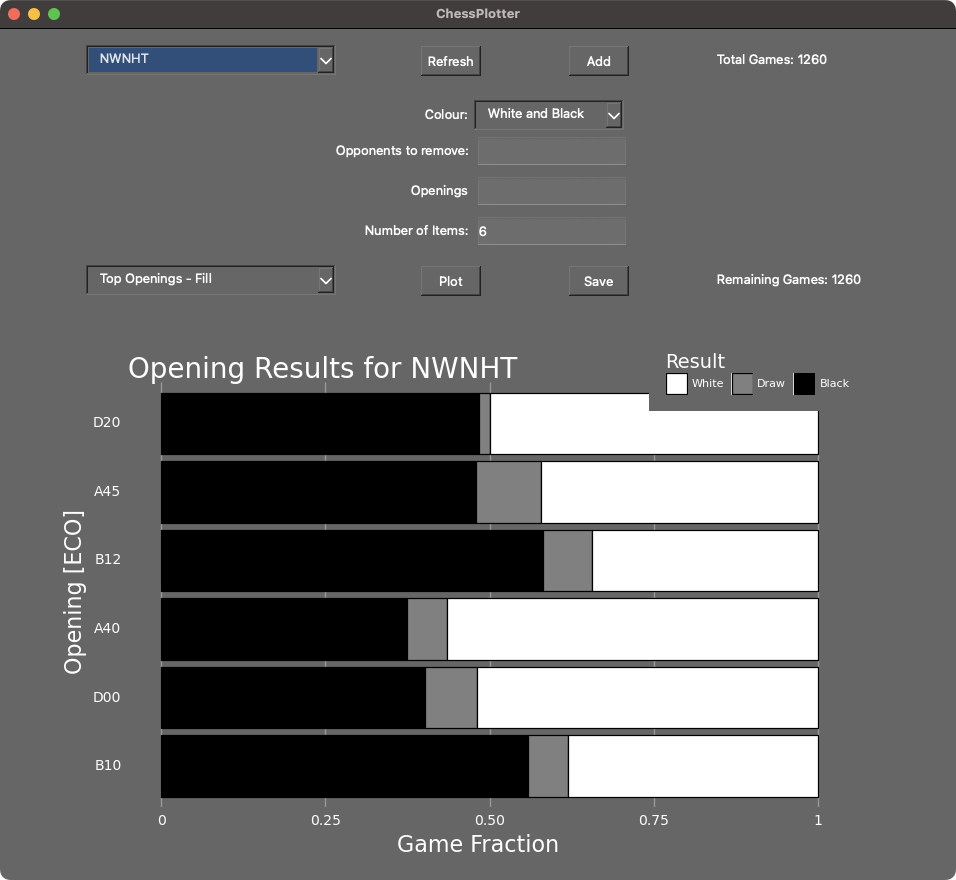 ChessPlotter
NWNHT
Refresh
Add
Total Games: 1260
Colour:
White and Black
Opponents to remove:
Openings
Number of Items:
6
Top Openings - Fill
Plot
Save
Remaining Games: 1260
Opening Results for NWNHT
Result
White
Draw
Black
Opening [ECO]
D20
A45
B12
A40
D00
B10
0
0.25
0.50
0.75
1
Game Fraction